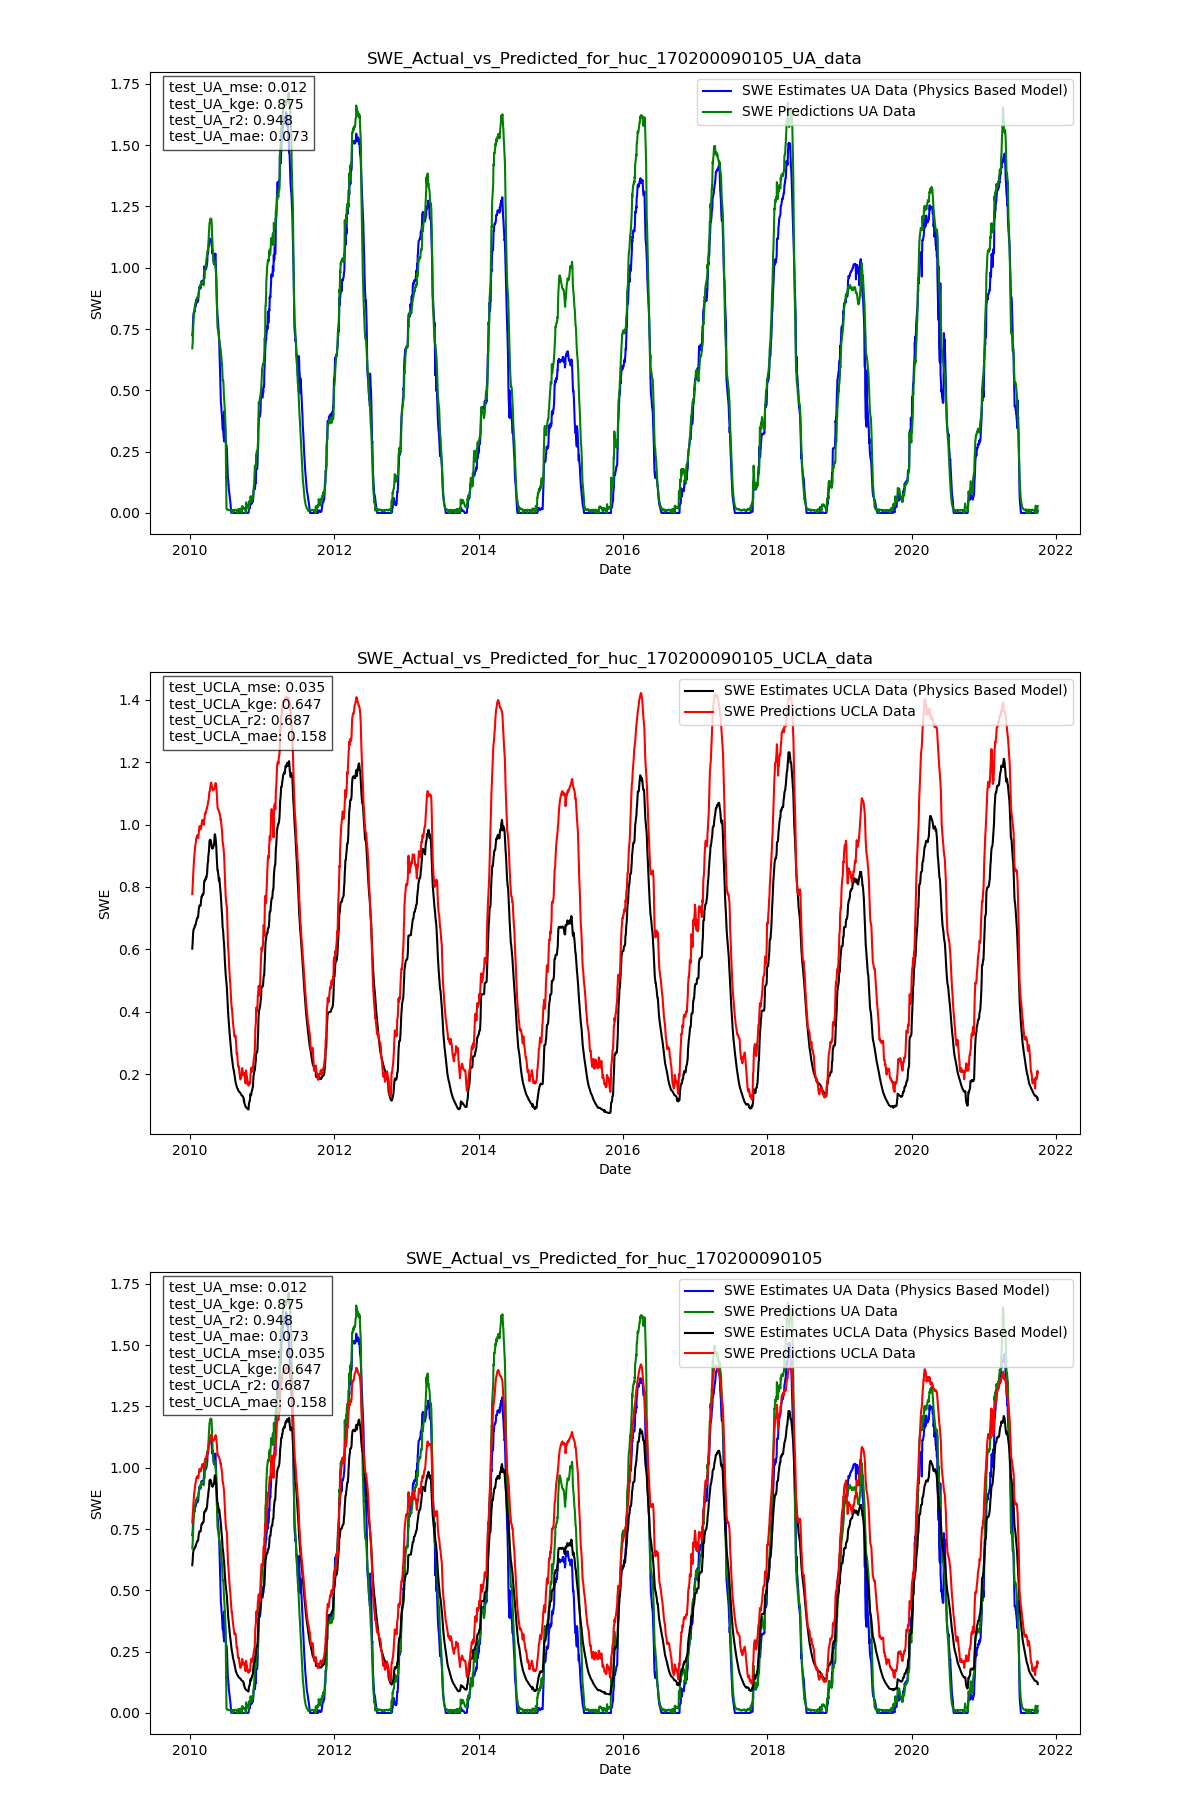 SWE_Actual_vs_Predicted_for_huc_170200090105_UA_data
test_UA_mse: 0.012
test_UA_kge: 0.875
test_UA_r2: 0.948
test_UA_mae: 0.073
SWE Estimates UA Data (Physics Based Model)
SWE Predictions UA Data
1.75
1.50
1.25
1.00
0.75
0.50
0.25
0.00
SWE
2010 2012 2014 2016 2018 2020 2022
Date
SWE_Actual_vs_Predicted_for_huc_170200090105_UCLA_data
test_UCLA_mse: 0.035
test_UCLA_kge: 0.647
test_UCLA_r2: 0.687
test_UCLA_mae: 0.158
SWE Estimates UCLA Data (Physics Based Model)
SWE Predictions UCLA Data
1.4
1.2
1.0
0.8
0.6
0.4
0.2
SWE
2010 2012 2014 2016 2018 2020 2022
Date
SWE_Actual_vs_Predicted_for_huc_170200090105
test_UA_mse: 0.012
test_UA_kge: 0.875
test_UA_r2: 0.948
test_UA_mae: 0.073
test_UCLA_mse: 0.035
test_UCLA_kge: 0.647
test_UCLA_r2: 0.687
test_UCLA_mae: 0.158
SWE Estimates UA Data (Physics Based Model)
SWE Predictions UA Data
SWE Estimates UCLA Data (Physics Based Model)
SWE Predictions UCLA Data
1.75
1.50
1.25
1.00
0.75
0.50
0.25
0.00
SWE
2010 2012 2014 2016 2018 2020 2022
Date